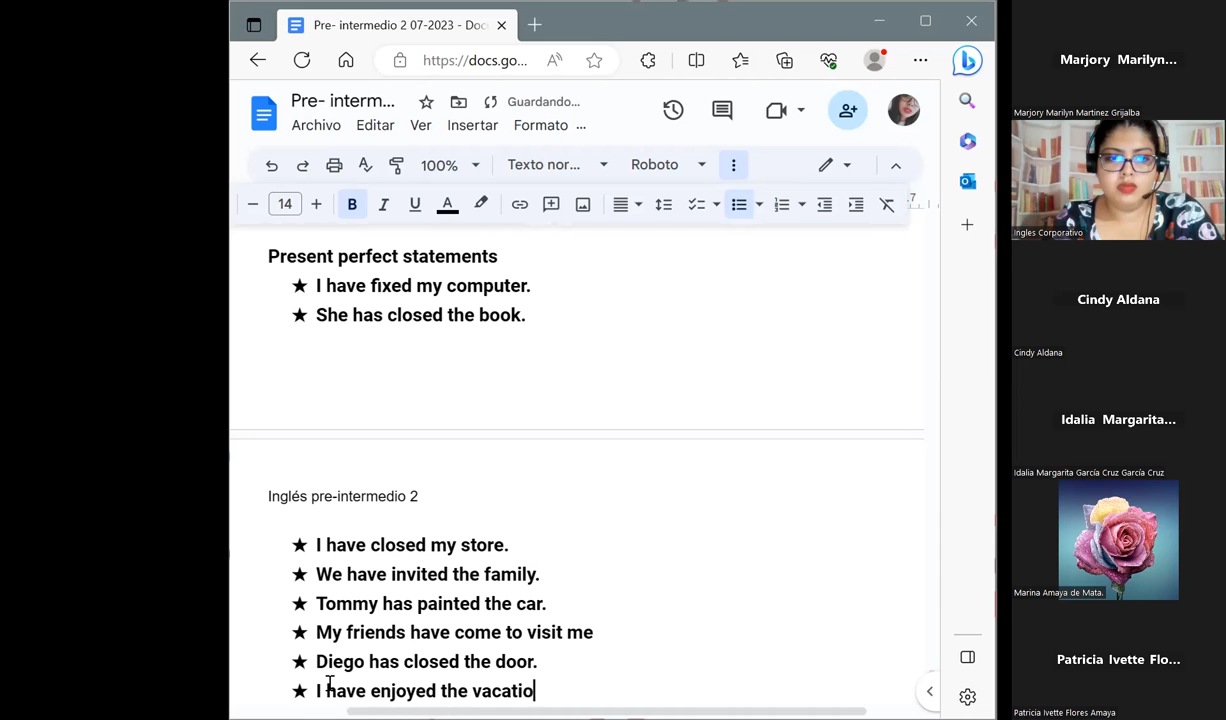 Pre- intermedio 2 07-2023 - Doc
https://docs.go...
Pre- interm...
Guardando...
Archivo Editar Ver Insertar Formato ...
100% Texto nor... Roboto
14 B I U A
7
Present perfect statements
★ I have fixed my computer.
★ She has closed the book.
Inglés pre-intermedio 2
★ I have closed my store.
★ We have invited the family.
★ Tommy has painted the car.
★ My friends have come to visit me
★ Diego has closed the door.
★ I have enjoyed the vacatio
Marjory Marilyn...
Marjory Marilyn Martinez Grijalba
Ingles Corporativo
Cindy Aldana
Cindy Aldana
Idalia Margarita...
Idalia Margarita García Cruz García Cruz
Marina Amaya de Mata.
Patricia Ivette Flo...
Patricia Ivette Flores Amaya